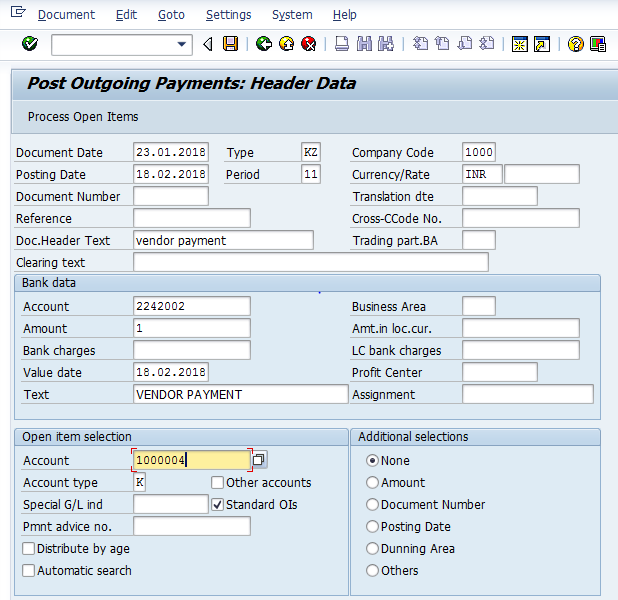 Document Edit Goto Settings System Help
Post Outgoing Payments: Header Data
Process Open Items
Document Date 23.01.2018 Type KZ Company Code 1000
Posting Date 18.02.2018 Period 11 Currency/Rate INR
Document Number Translation dte
Reference Cross-CCode No.
Doc.Header Text vendor payment Trading part.BA
Clearing text
Bank data
Account 2242002 Business Area
Amount 1 Amt.in loc.cur.
Bank charges LC bank charges
Value date 18.02.2018 Profit Center
Text VENDOR PAYMENT Assignment
Open item selection Additional selections
Account 1000004 None
Account type K Other accounts Amount
Special G/L ind Standard OIs Document Number
Pmnt advice no. Posting Date
Distribute by age Dunning Area
Automatic search Others